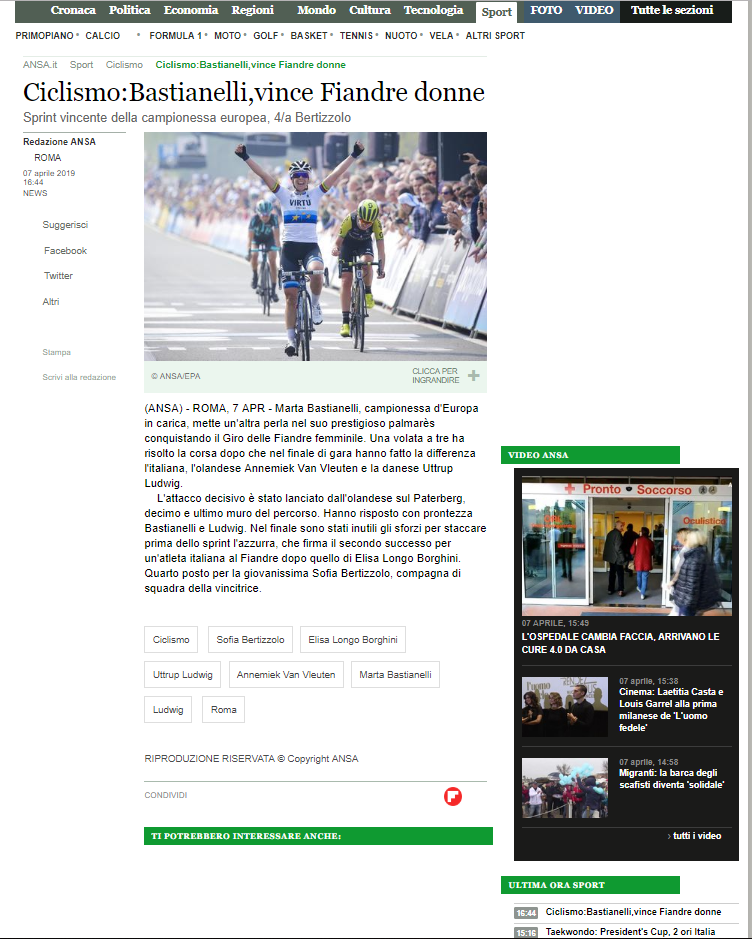 Cronaca Politica Economia Regioni Mondo Cultura Tecnologia Sport FOTO VIDEO Tutte le sezioni
PRIMOPIANO • CALCIO • FORMULA 1 • MOTO • GOLF • BASKET • TENNIS • NUOTO • VELA • ALTRI SPORT
ANSA.it Sport Ciclismo Ciclismo:Bastianelli,vince Fiandre donne
Ciclismo:Bastianelli,vince Fiandre donne
Sprint vincente della campionessa europea, 4/a Bertizzolo
Redazione ANSA
ROMA
07 aprile 2019
16:44
NEWS
Suggerisci
Facebook
Twitter
Altri
Stampa
Scrivi alla redazione
VIRTU
© ANSA/EPA
CLICCA PER
INGRANDIRE
(ANSA) - ROMA, 7 APR - Marta Bastianelli, campionessa d'Europa
in carica, mette un'altra perla nel suo prestigioso palmarès
conquistando il Giro delle Fiandre femminile. Una volata a tre ha
risolto la corsa dopo che nel finale di gara hanno fatto la differenza
l'italiana, l'olandese Annemiek Van Vleuten e la danese Uttrup
Ludwig.
L'attacco decisivo è stato lanciato dall'olandese sul Paterberg,
decimo e ultimo muro del percorso. Hanno risposto con prontezza
Bastianelli e Ludwig. Nel finale sono stati inutili gli sforzi per staccare
prima dello sprint l'azzurra, che firma il secondo successo per
un'atleta italiana al Fiandre dopo quello di Elisa Longo Borghini.
Quarto posto per la giovanissima Sofia Bertizzolo, compagna di
squadra della vincitrice.
Ciclismo Sofia Bertizzolo Elisa Longo Borghini
Uttrup Ludwig Annemiek Van Vleuten Marta Bastianelli
Ludwig Roma
RIPRODUZIONE RISERVATA © Copyright ANSA
CONDIVIDI
TI POTREBBERO INTERESSARE ANCHE:
VIDEO ANSA
Pronto Soccorso
Oculistico
07 APRILE, 15:49
L'OSPEDALE CAMBIA FACCIA, ARRIVANO LE
CURE 4.0 DA CASA
07 aprile, 15:38
Cinema: Laetitia Casta e
Louis Garrel alla prima
milanese de 'L'uomo
fedele'
07 aprile, 14:58
Migranti: la barca degli
scafisti diventa 'solidale'
› tutti i video
ULTIMA ORA SPORT
16:44 Ciclismo:Bastianelli,vince Fiandre donne
15:16 Taekwondo: President's Cup, 2 ori Italia